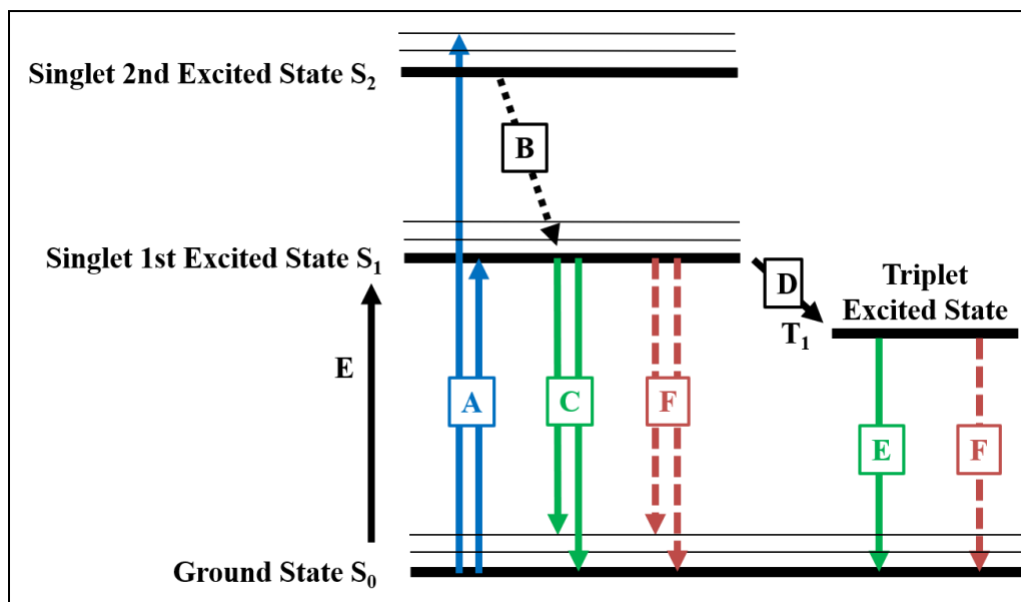 Singlet 2nd Excited State S₂
B
Singlet 1st Excited State S₁
D
Triplet
Excited State
T₁
E
A
C
F
E
F
Ground State S₀